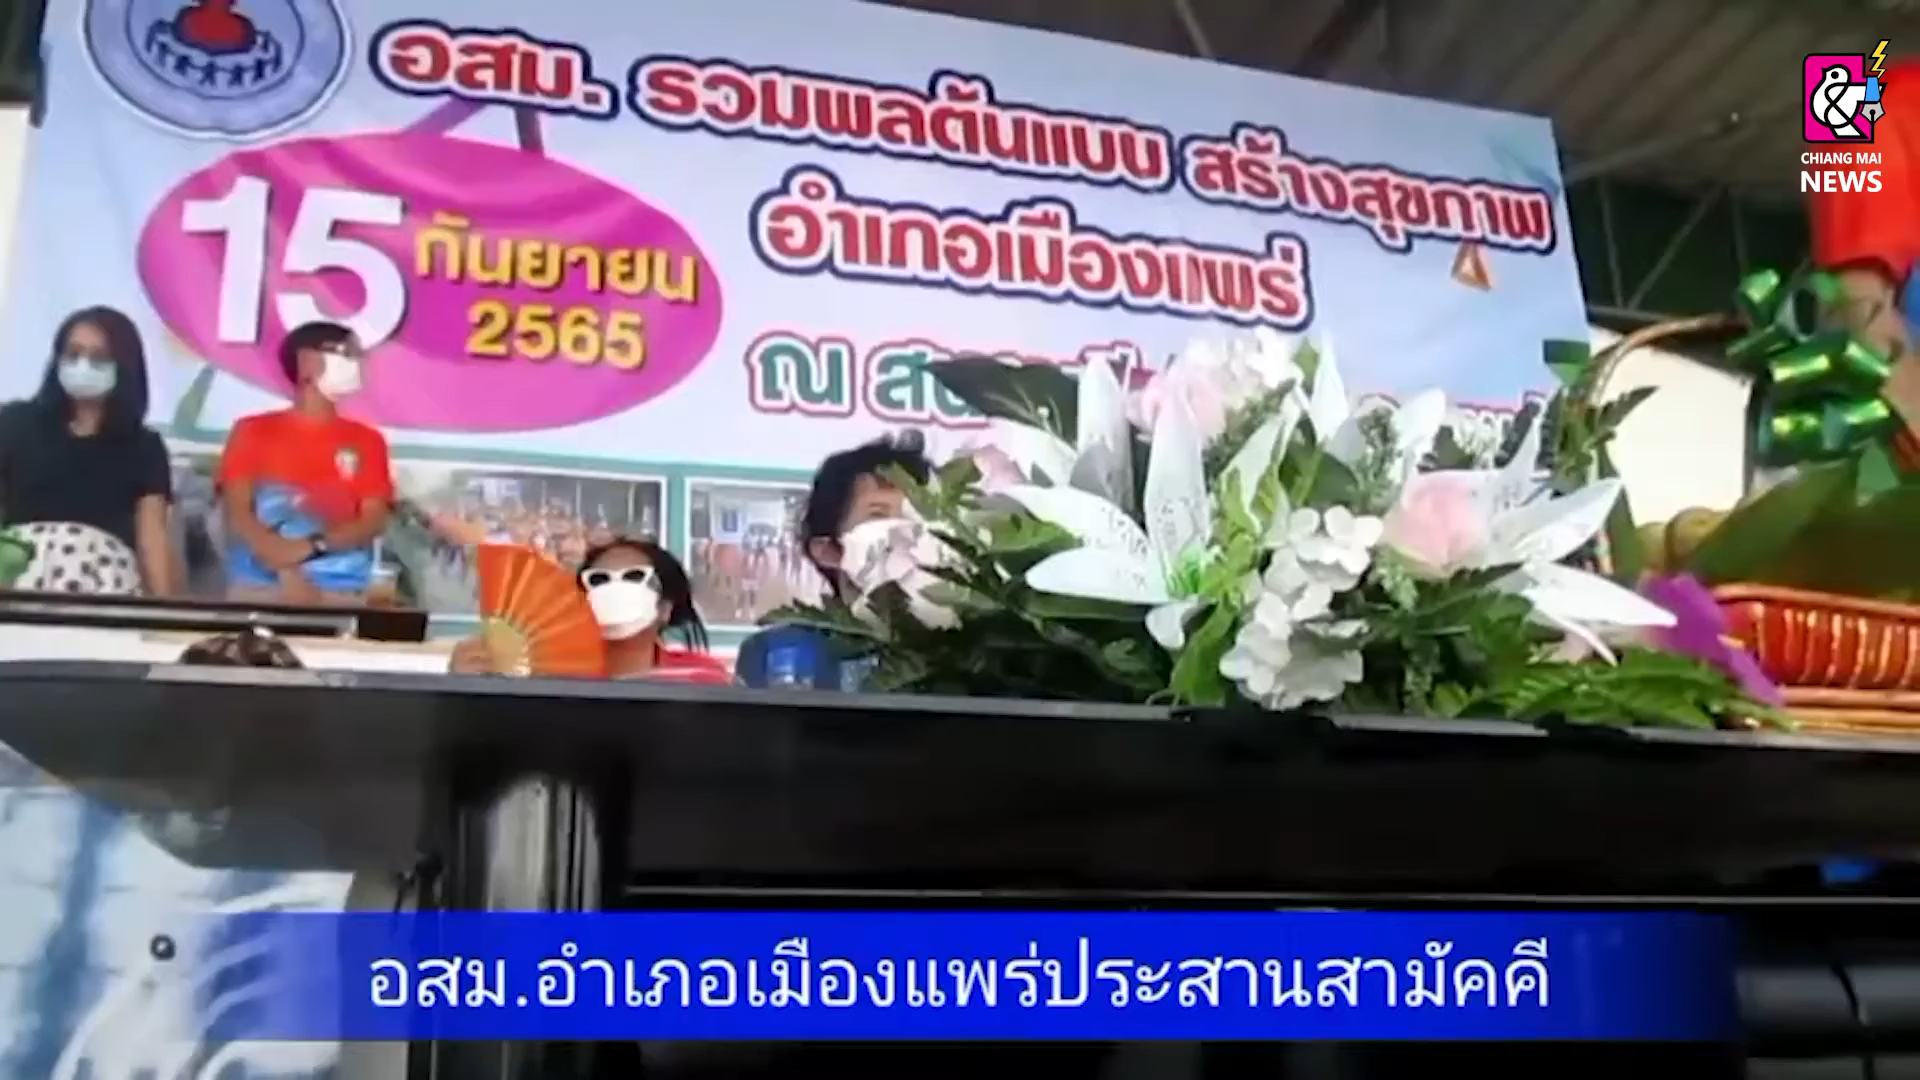 อสม. รวมพลต้นแบบ สร้างสุขภาพ
อำเภอเมืองแพร่
15 กันยายน
2565
ณ
CHIANG MAI
NEWS
อสม.อำเภอเมืองแพร่ประสานสามัคคี